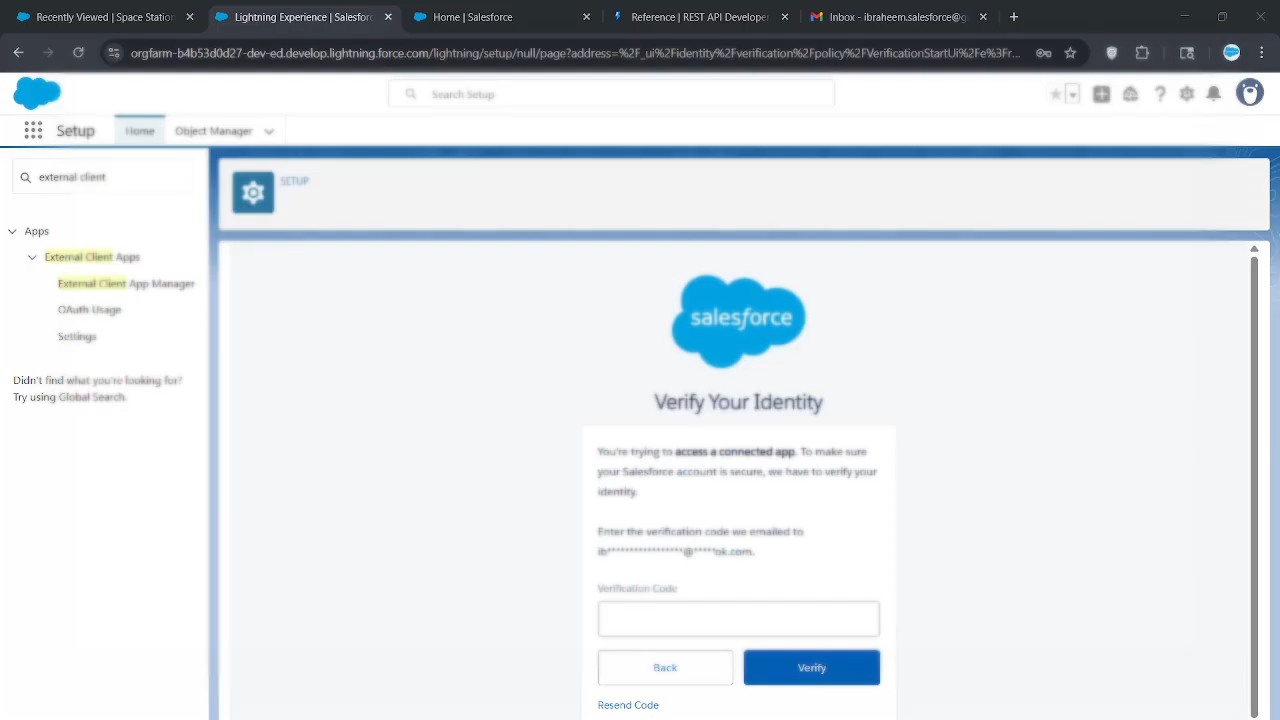 Recently Viewed | Space Station
Lightning Experience | Salesforc
Home | Salesforce
Reference | REST API Developer
Inbox - ibraheem.salesforce@g
orgfarm-b4b53d0d27-dev-ed.develop.lightning.force.com/lightning/setup/null/page?address=%2F_ui%2Fidentity%2Fverification%2Fpolicy%2FVerificationStartUi%2Fe%3Fr...
Search Setup
Setup
Home
Object Manager
external client
SETUP
Apps
External Client Apps
External Client App Manager
OAuth Usage
Settings
Didn't find what you're looking for?
Try using Global Search.
salesforce
Verify Your Identity
You're trying to access a connected app. To make sure
your Salesforce account is secure, we have to verify your
identity.
Enter the verification code we emailed to
ib*****************@*****ok.com.
Verification Code
Back
Verify
Resend Code